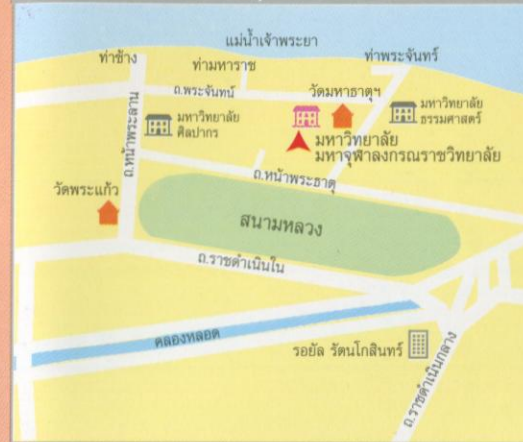 แม่น้ำเจ้าพระยา
ท่าช้าง
ท่ามหาราช
ท่าพระจันทร์
ถ.พระจันทน์
วัดมหาธาตุฯ
มหาวิทยาลัย
ศิลปากร
มหาวิทยาลัย
ธรรมศาสตร์
มหาวิทยาลัย
มหาจุฬาลงกรณราชวิทยาลัย
ถ.หน้าพระลาน
ถ.หน้าพระธาตุ
วัดพระแก้ว
สนามหลวง
ถ.ราชดำเนินใน
คลองหลอด
รอยัล รัตนโกสินทร์
ถ.ราชดำเนินกลาง